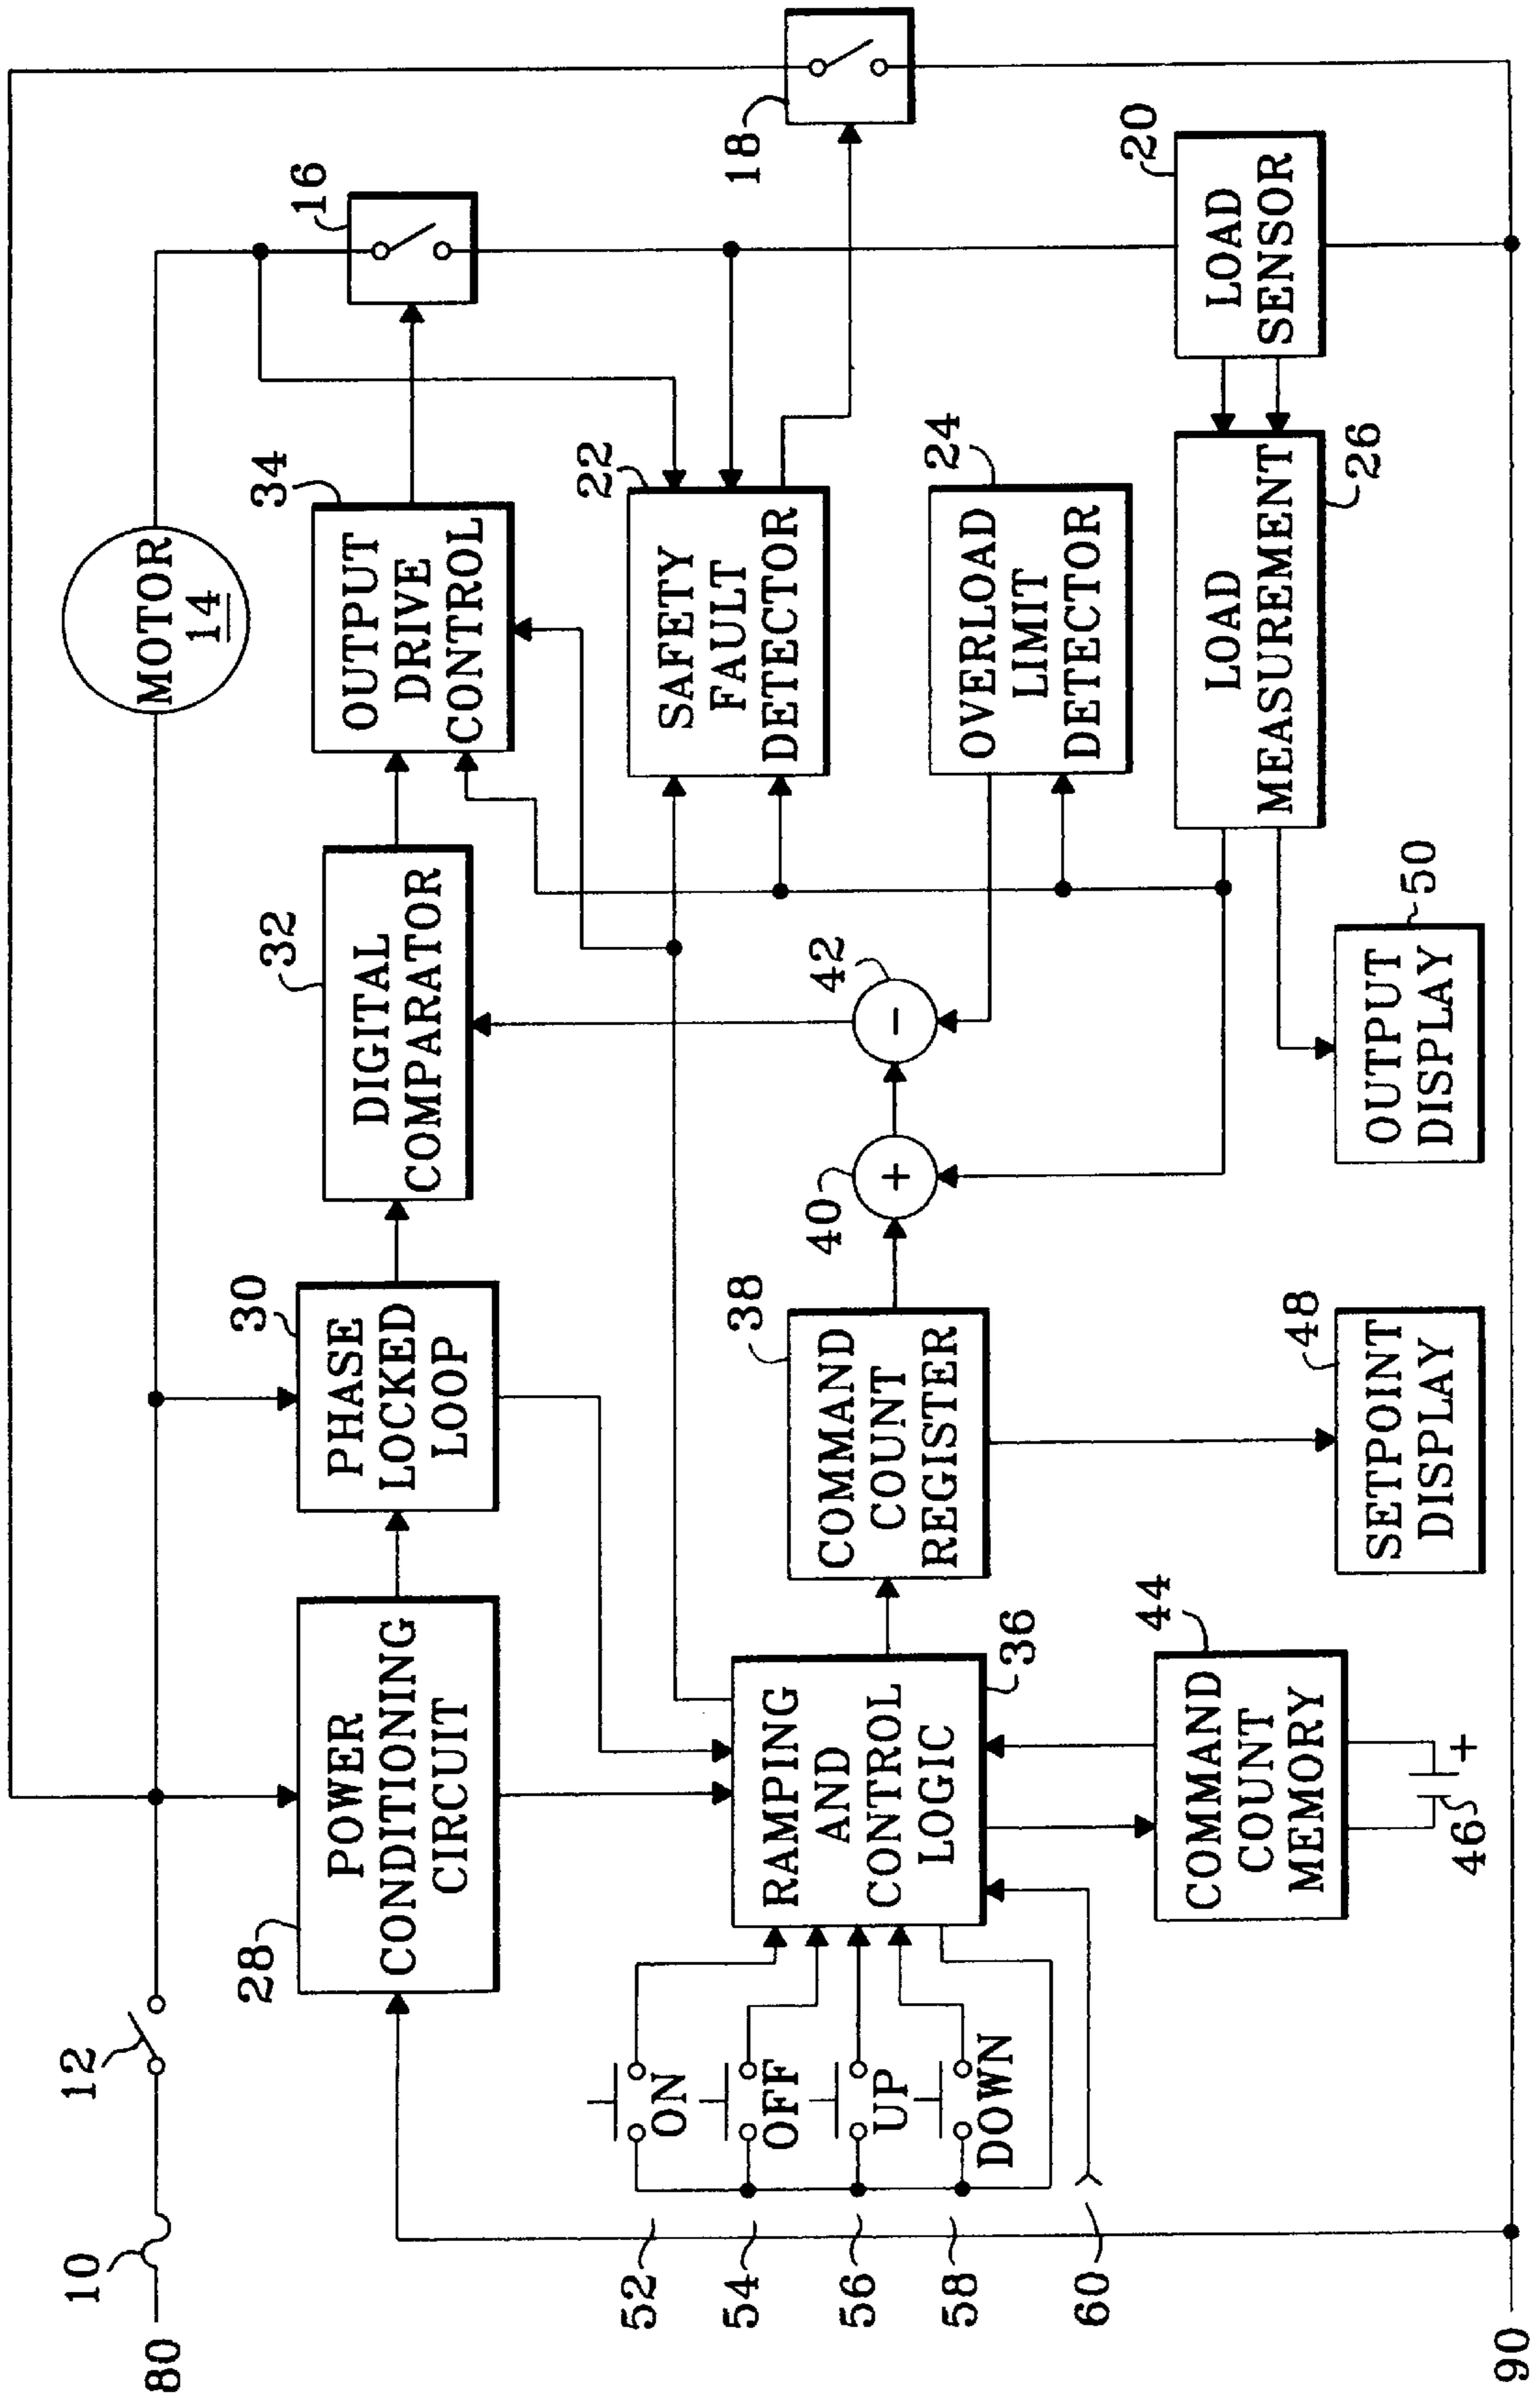 80
10
12
MOTOR
14
16
18
28
POWER
CONDITIONING
CIRCUIT
30
PHASE
LOCKED
LOOP
32
DIGITAL
COMPARATOR
34
OUTPUT
DRIVE
CONTROL
22
SAFETY
FAULT
DETECTOR
24
OVERLOAD
LIMIT
DETECTOR
20
LOAD
SENSOR
LOAD
MEASUREMENT
26
52
ON
54
OFF
56
UP
58
DOWN
60
RAMPING
AND
CONTROL
LOGIC
36
38
COMMAND
COUNT
REGISTER
40
+
42
-
44
COMMAND
COUNT
MEMORY
46
+
48
SETPOINT
DISPLAY
50
OUTPUT
DISPLAY
90